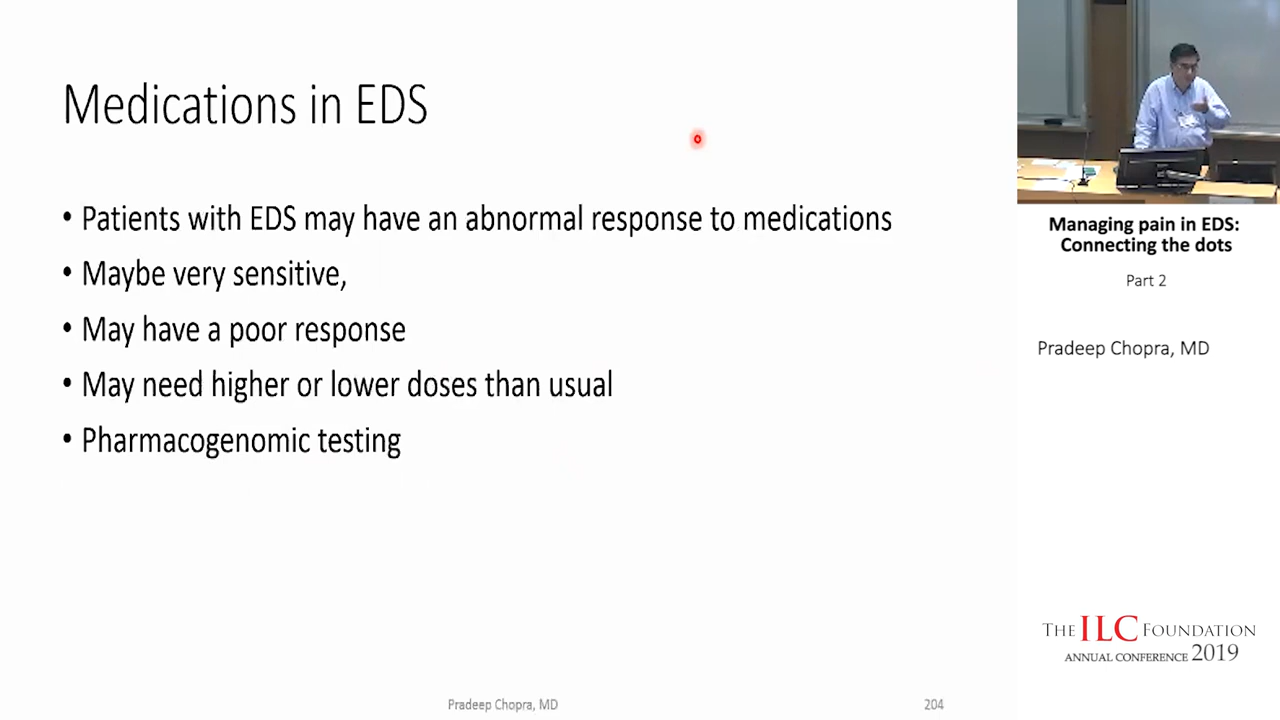 Medications in EDS
• Patients with EDS may have an abnormal response to medications
• Maybe very sensitive,
• May have a poor response
• May need higher or lower doses than usual
• Pharmacogenomic testing
Pradeep Chopra, MD
204
Managing pain in EDS:
Connecting the dots
Part 2
Pradeep Chopra, MD
THE ILC FOUNDATION
ANNUAL CONFERENCE 2019